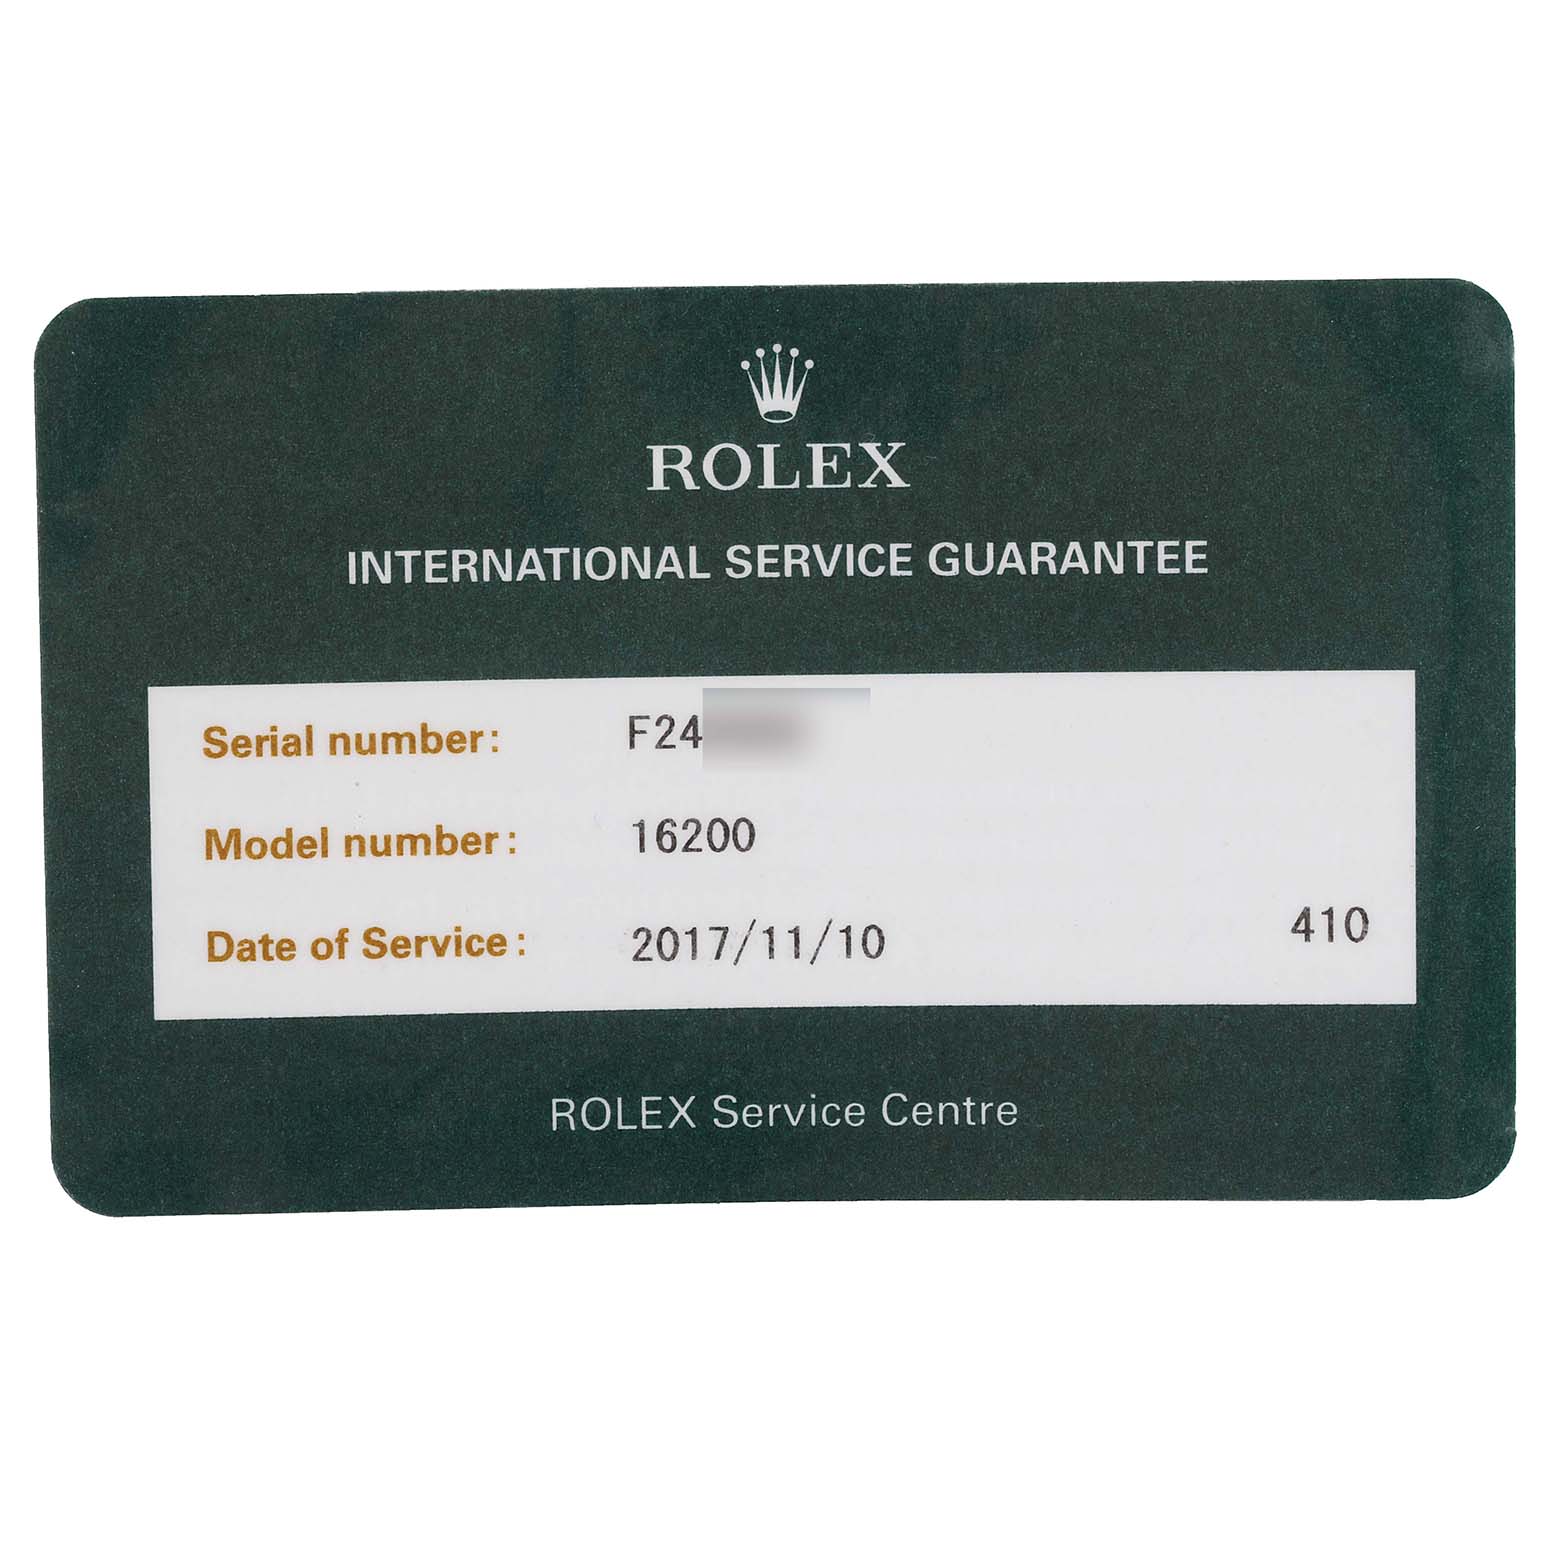 ROLEX
INTERNATIONAL SERVICE GUARANTEE
Serial number: F24
Model number: 16200
Date of Service: 2017/11/10 410
ROLEX Service Centre